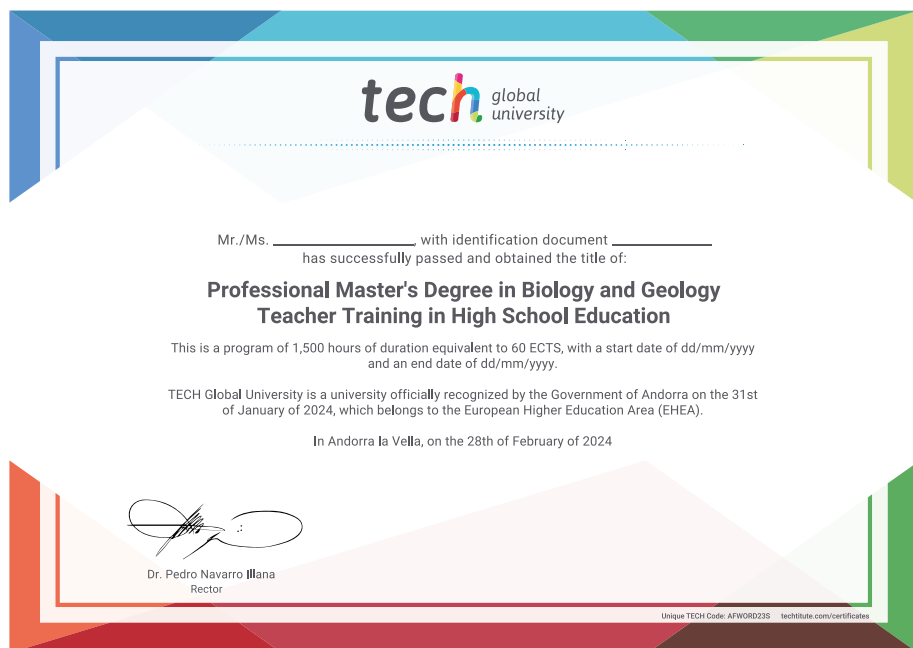 tech global
university
Mr./Ms. ____________, with identification document ____________
has successfully passed and obtained the title of:
Professional Master's Degree in Biology and Geology
Teacher Training in High School Education
This is a program of 1,500 hours of duration equivalent to 60 ECTS, with a start date of dd/mm/yyyy
and an end date of dd/mm/yyyy.
TECH Global University is a university officially recognized by the Government of Andorra on the 31st
of January of 2024, which belongs to the European Higher Education Area (EHEA).
In Andorra la Vella, on the 28th of February of 2024
Dr. Pedro Navarro Illana
Rector
Unique TECH Code: AFWORD23S techtitute.com/certificates